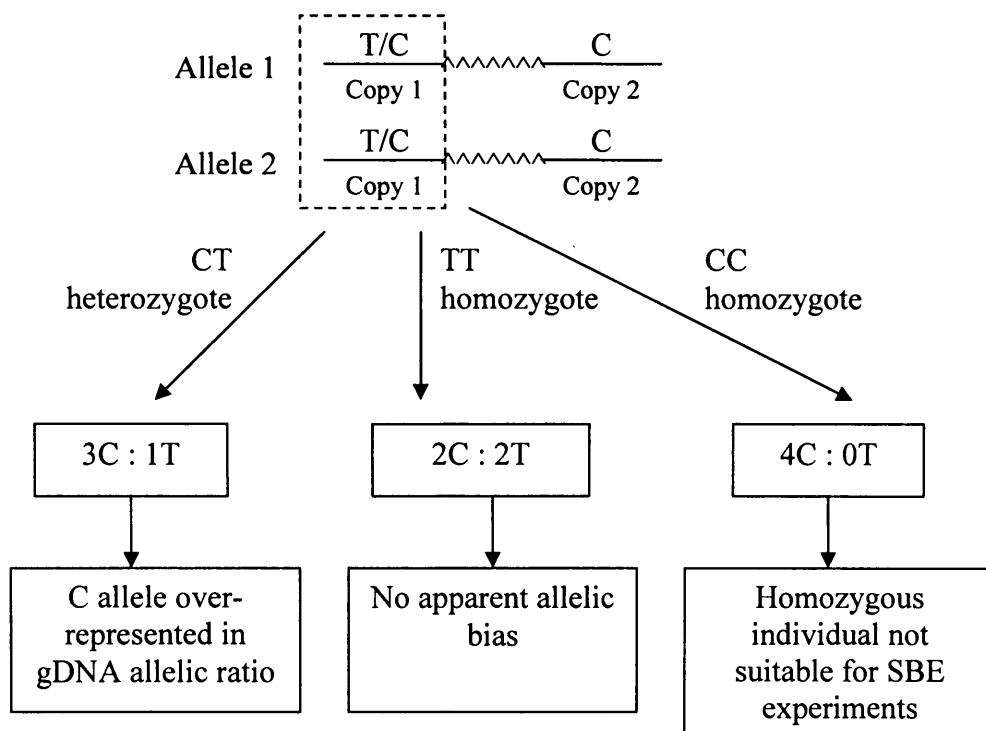 T/C C
Allele 1
Copy 1 Copy 2
T/C C
Allele 2
Copy 1 Copy 2
CT
heterozygote
TT
homozygote
CC
homozygote
3C : 1T
2C : 2T
4C : 0T
C allele over-
represented in
gDNA allelic ratio
No apparent allelic
bias
Homozygous
individual not
suitable for SBE
experiments